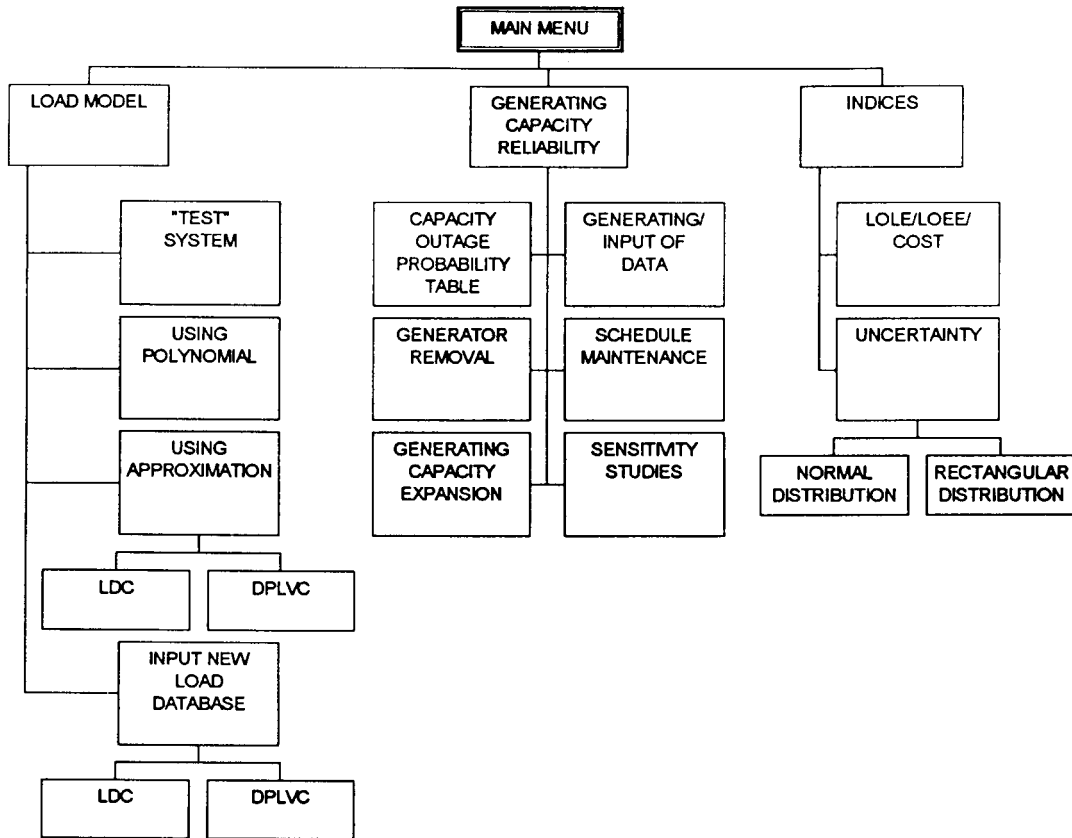 MAIN MENU
LOAD MODEL
GENERATING
CAPACITY
RELIABILITY
INDICES
"TEST"
SYSTEM
USING
POLYNOMIAL
USING
APPROXIMATION
LDC
DPLVC
INPUT NEW
LOAD
DATABASE
LDC
DPLVC
CAPACITY
OUTAGE
PROBABILITY
TABLE
GENERATING/
INPUT OF
DATA
GENERATOR
REMOVAL
SCHEDULE
MAINTENANCE
GENERATING
CAPACITY
EXPANSION
SENSITIVITY
STUDIES
LOLE/LOEE/
COST
UNCERTAINTY
NORMAL
DISTRIBUTION
RECTANGULAR
DISTRIBUTION